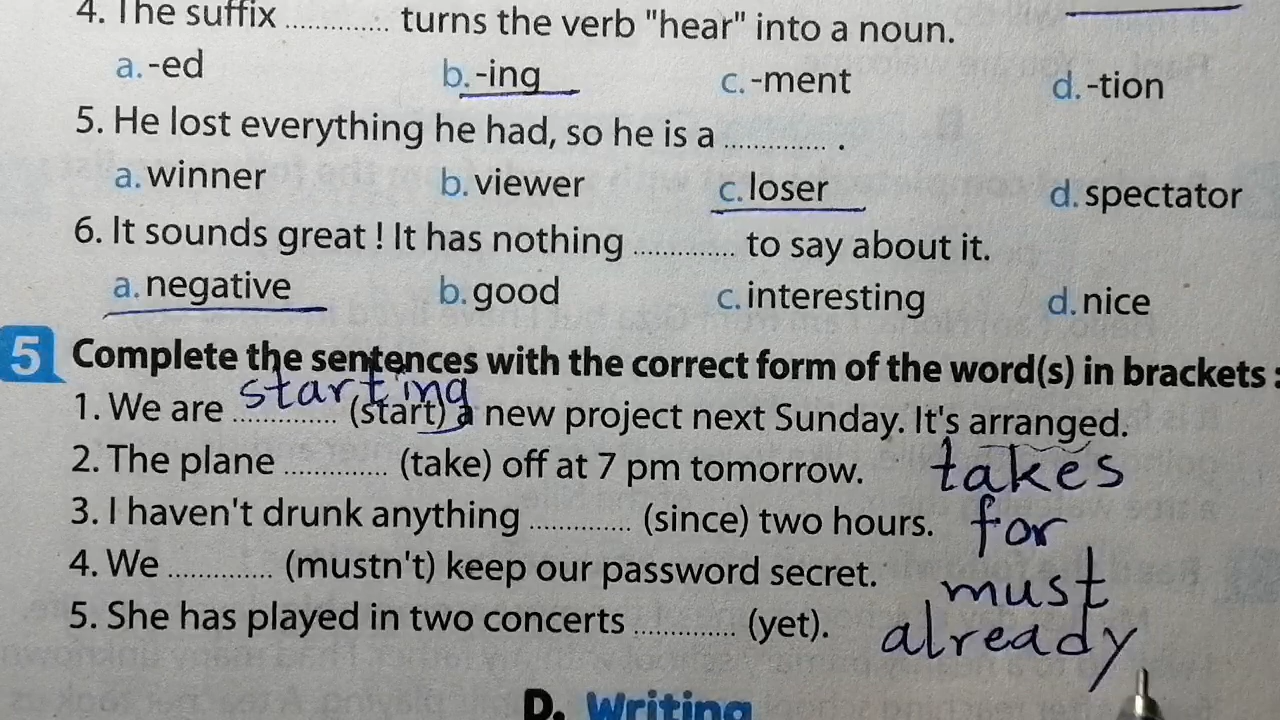 4. The suffix ............ turns the verb "hear" into a noun.
a. -ed b. -ing c. -ment d. -tion
5. He lost everything he had, so he is a ............ .
a. winner b. viewer c. loser d. spectator
6. It sounds great ! It has nothing ............ to say about it.
a. negative b. good c. interesting d. nice
5 Complete the sentences with the correct form of the word(s) in brackets :
starting
1. We are ............ (start) a new project next Sunday. It's arranged.
2. The plane ............ (take) off at 7 pm tomorrow. takes
3. I haven't drunk anything ............ (since) two hours. for
4. We ............ (mustn't) keep our password secret. must
5. She has played in two concerts ............ (yet). already
D. Writing